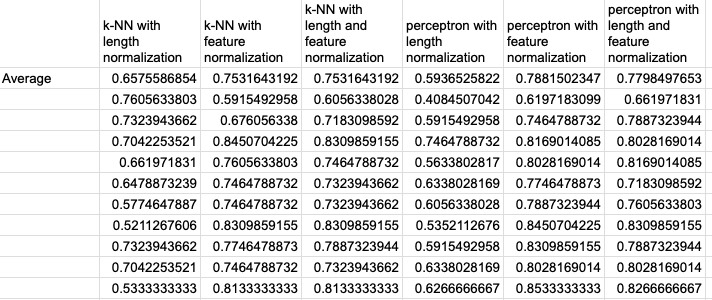 k-NN with length normalization k-NN with feature normalization k-NN with length and feature normalization perceptron with length normalization perceptron with feature normalization perceptron with length and feature normalization
Average 0.6575586854 0.7531643192 0.7531643192 0.5936525822 0.7881502347 0.7798497653
0.7605633803 0.5915492958 0.6056338028 0.4084507042 0.6197183099 0.661971831
0.7323943662 0.676056338 0.7183098592 0.5915492958 0.7464788732 0.7887323944
0.7042253521 0.8450704225 0.8309859155 0.7464788732 0.8169014085 0.8028169014
0.661971831 0.7605633803 0.7464788732 0.5633802817 0.8028169014 0.8169014085
0.6478873239 0.7464788732 0.7323943662 0.6338028169 0.7746478873 0.7183098592
0.5774647887 0.7464788732 0.7323943662 0.6056338028 0.7887323944 0.7605633803
0.5211267606 0.8309859155 0.8309859155 0.5352112676 0.8450704225 0.8309859155
0.7323943662 0.7746478873 0.7887323944 0.5915492958 0.8309859155 0.7887323944
0.7042253521 0.7464788732 0.7323943662 0.6338028169 0.8028169014 0.8028169014
0.5333333333 0.8133333333 0.8133333333 0.6266666667 0.8533333333 0.8266666667